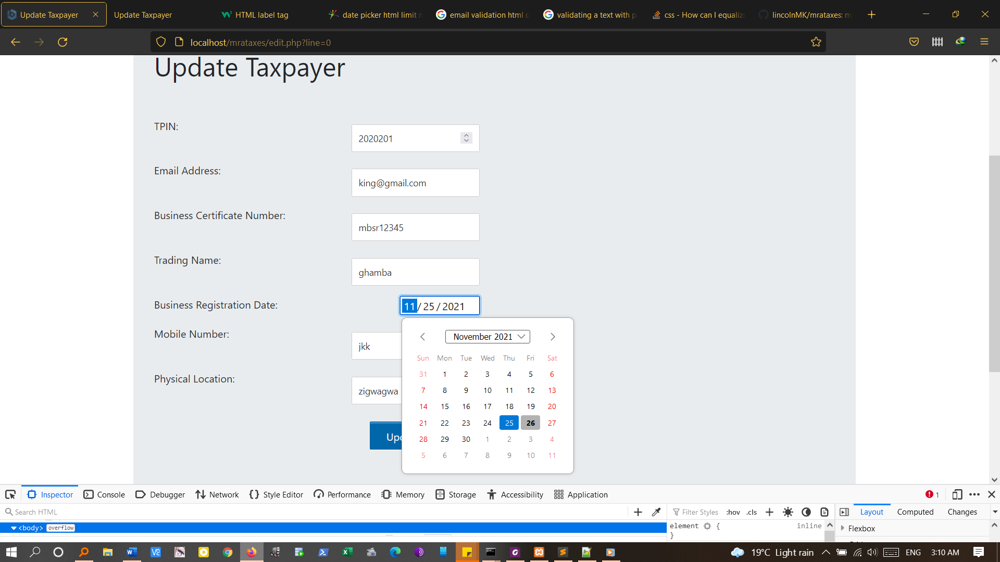 Update Taxpayer
Update Taxpayer
HTML label tag
date picker html limit
email validation html
validating a text with
css - How can I equaliz
lincolnMK/mrataxes: m
localhost/mrataxes/edit.php?line=0
Update Taxpayer
TPIN:
2020201
Email Address:
king@gmail.com
Business Certificate Number:
mbsr12345
Trading Name:
ghamba
Business Registration Date:
11/25/2021
Mobile Number:
jkk
Physical Location:
zigwagwa
Upd
November 2021
Sun Mon Tue Wed Thu Fri Sat
31 1 2 3 4 5 6
7 8 9 10 11 12 13
14 15 16 17 18 19 20
21 22 23 24 25 26 27
28 29 30 1 2 3 4
5 6 7 8 9 10 11
Inspector Console Debugger Network Style Editor Performance Memory Storage Accessibility Application 1
Search HTML
Filter Styles :hov .cls
Layout Computed Changes
<body> overflow
element { inline
}
Flexbox
19°C Light rain
ENG
3:10 AM